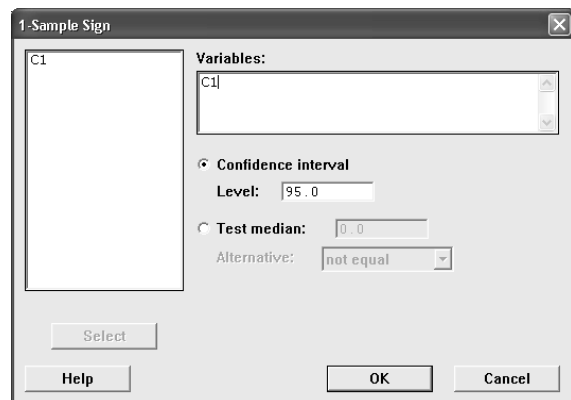 1-Sample Sign
C1
Variables:
C1
Confidence interval
Level: 95.0
Test median: 0.0
Alternative: not equal
Select
Help
OK
Cancel